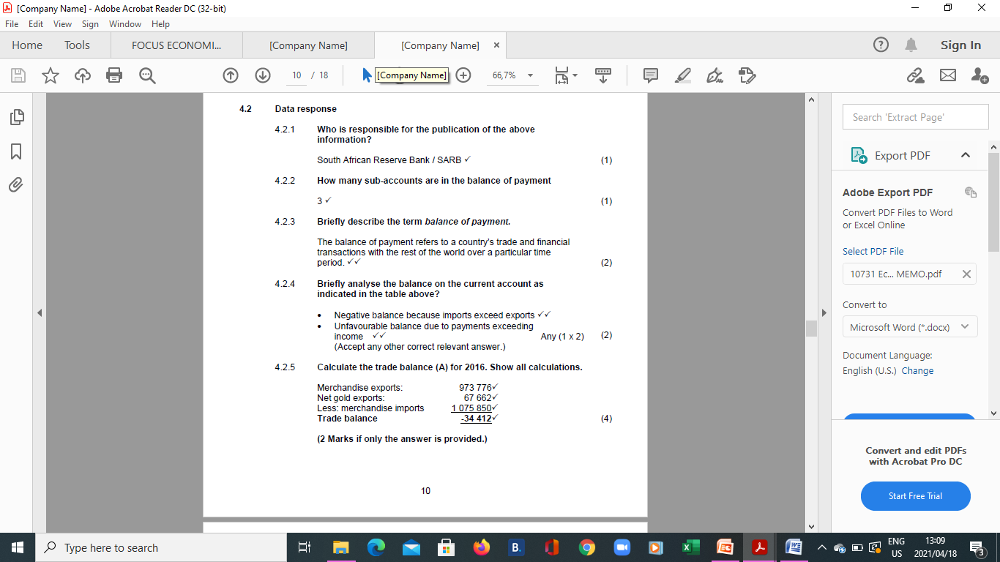 [Company Name] - Adobe Acrobat Reader DC (32-bit)
File Edit View Sign Window Help
Home Tools FOCUS ECONOMI... [Company Name] [Company Name] × Sign In
10 / 18 [Company Name] 66,7%
4.2 Data response
4.2.1 Who is responsible for the publication of the above
information?
South African Reserve Bank / SARB ✓ (1)
4.2.2 How many sub-accounts are in the balance of payment
3 ✓ (1)
4.2.3 Briefly describe the term balance of payment.
The balance of payment refers to a country's trade and financial
transactions with the rest of the world over a particular time
period. ✓✓ (2)
4.2.4 Briefly analyse the balance on the current account as
indicated in the table above?
• Negative balance because imports exceed exports ✓✓
• Unfavourable balance due to payments exceeding
income ✓✓ Any (1 x 2) (2)
(Accept any other correct relevant answer.)
4.2.5 Calculate the trade balance (A) for 2016. Show all calculations.
Merchandise exports: 973 776✓
Net gold exports: 67 662✓
Less: merchandise imports 1 075 850✓
Trade balance -34 412✓ (4)
(2 Marks if only the answer is provided.)
10
Search 'Extract Page'
Export PDF
Adobe Export PDF
Convert PDF Files to Word
or Excel Online
Select PDF File
10731 Ec... MEMO.pdf
Convert to
Microsoft Word (*.docx)
Document Language:
English (U.S.) Change
Convert and edit PDFs
with Acrobat Pro DC
Start Free Trial
Type here to search
B.
ENG
US
13:09
2021/04/18
3